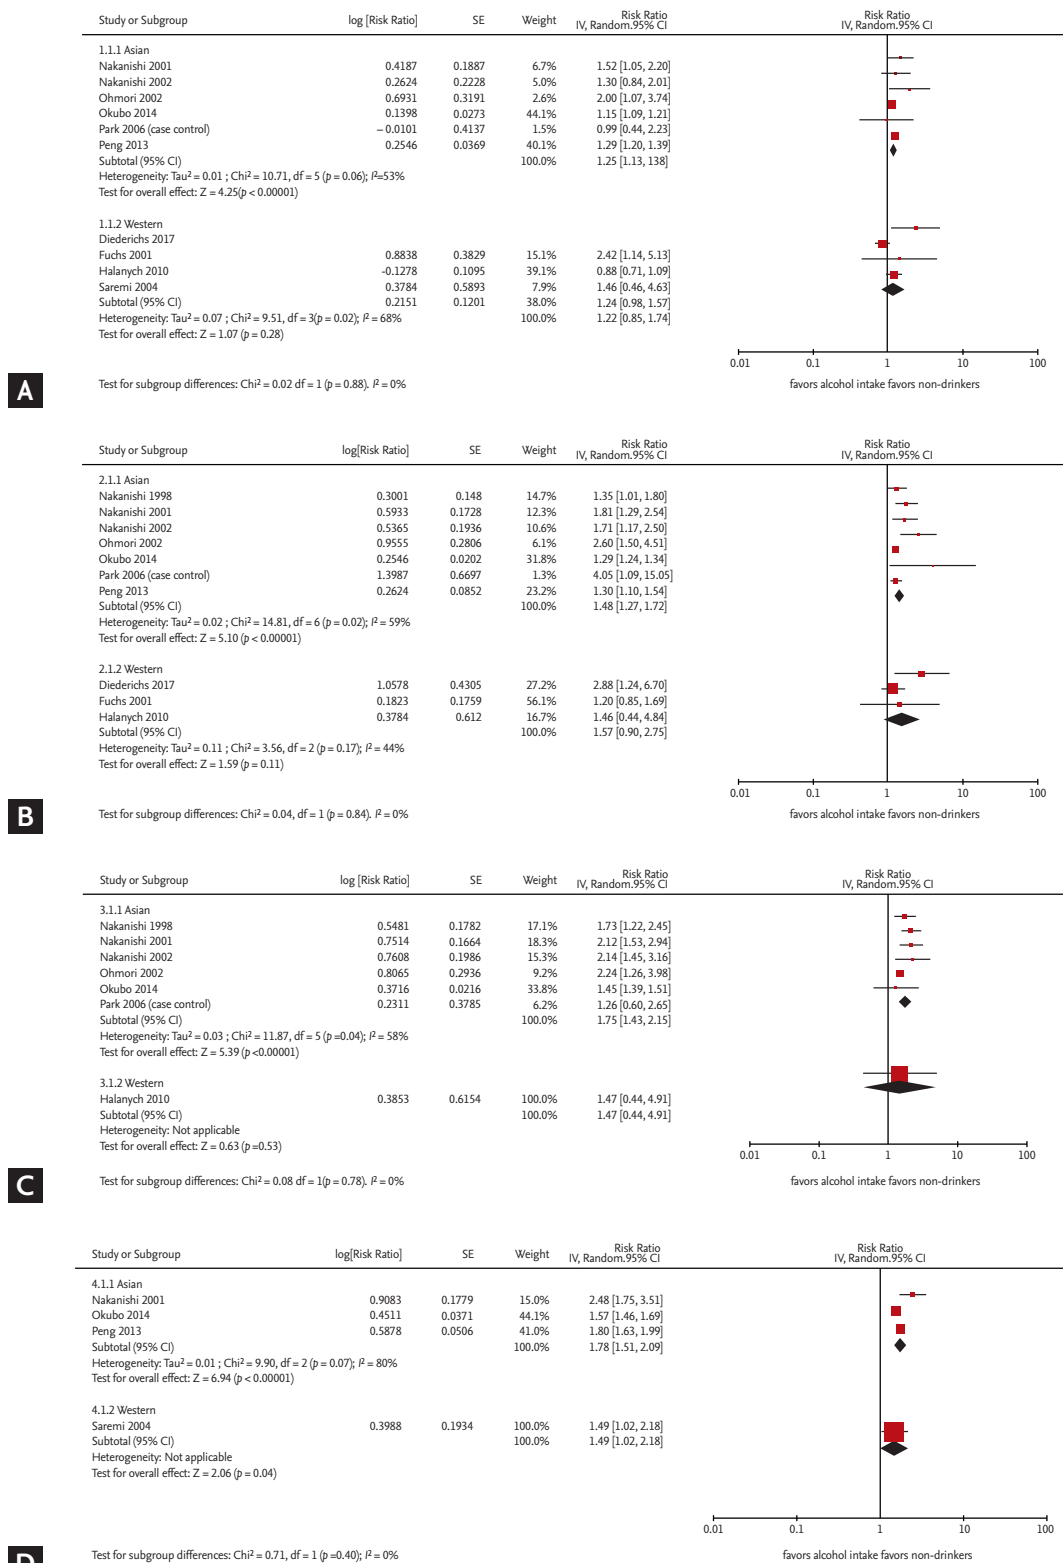 Study or Subgroup log [Risk Ratio] SE Weight Risk Ratio IV, Random.95% CI Risk Ratio IV, Random.95% CI
1.1.1 Asian
Nakanishi 2001 0.4187 0.1887 6.7% 1.52 [1.05, 2.20]
Nakanishi 2002 0.2624 0.2228 5.0% 1.30 [0.84, 2.01]
Ohmori 2002 0.6931 0.3191 2.6% 2.00 [1.07, 3.74]
Okubo 2014 0.1398 0.0273 44.1% 1.15 [1.09, 1.21]
Park 2006 (case control) – 0.0101 0.4137 1.5% 0.99 [0.44, 2.23]
Peng 2013 0.2546 0.0369 40.1% 1.29 [1.20, 1.39]
Subtotal (95% CI) 100.0% 1.25 [1.13, 138]
Heterogeneity: Tau² = 0.01 ; Chi² = 10.71, df = 5 (p = 0.06); I²=53%
Test for overall effect: Z = 4.25(p < 0.00001)
1.1.2 Western
Diederichs 2017
Fuchs 2001 0.8838 0.3829 15.1% 2.42 [1.14, 5.13]
Halanych 2010 -0.1278 0.1095 39.1% 0.88 [0.71, 1.09]
Saremi 2004 0.3784 0.5893 7.9% 1.46 [0.46, 4.63]
Subtotal (95% CI) 0.2151 0.1201 38.0% 1.24 [0.98, 1.57]
Heterogeneity: Tau² = 0.07 ; Chi² = 9.51, df = 3(p = 0.02); I² = 68% 100.0% 1.22 [0.85, 1.74]
Test for overall effect: Z = 1.07 (p = 0.28)
0.01 0.1 1 10 100
A Test for subgroup differences: Chi² = 0.02 df = 1 (p = 0.88). I² = 0% favors alcohol intake favors non-drinkers
Study or Subgroup log[Risk Ratio] SE Weight Risk Ratio IV, Random.95% CI Risk Ratio IV, Random.95% CI
2.1.1 Asian
Nakanishi 1998 0.3001 0.148 14.7% 1.35 [1.01, 1.80]
Nakanishi 2001 0.5933 0.1728 12.3% 1.81 [1.29, 2.54]
Nakanishi 2002 0.5365 0.1936 10.6% 1.71 [1.17, 2.50]
Ohmori 2002 0.9555 0.2806 6.1% 2.60 [1.50, 4.51]
Okubo 2014 0.2546 0.0202 31.8% 1.29 [1.24, 1.34]
Park 2006 (case control) 1.3987 0.6697 1.3% 4.05 [1.09, 15.05]
Peng 2013 0.2624 0.0852 23.2% 1.30 [1.10, 1.54]
Subtotal (95% CI) 100.0% 1.48 [1.27, 1.72]
Heterogeneity: Tau² = 0.02 ; Chi² = 14.81, df = 6 (p = 0.02); I² = 59%
Test for overall effect: Z = 5.10 (p < 0.00001)
2.1.2 Western
Diederichs 2017 1.0578 0.4305 27.2% 2.88 [1.24, 6.70]
Fuchs 2001 0.1823 0.1759 56.1% 1.20 [0.85, 1.69]
Halanych 2010 0.3784 0.612 16.7% 1.46 [0.44, 4.84]
Subtotal (95% CI) 100.0% 1.57 [0.90, 2.75]
Heterogeneity: Tau² = 0.11 ; Chi² = 3.56, df = 2 (p = 0.17); I² = 44%
Test for overall effect: Z = 1.59 (p = 0.11)
0.01 0.1 1 10 100
B Test for subgroup differences: Chi² = 0.04, df = 1 (p = 0.84). I² = 0% favors alcohol intake favors non-drinkers
Study or Subgroup log [Risk Ratio] SE Weight Risk Ratio IV, Random.95% CI Risk Ratio IV, Random.95% CI
3.1.1 Asian
Nakanishi 1998 0.5481 0.1782 17.1% 1.73 [1.22, 2.45]
Nakanishi 2001 0.7514 0.1664 18.3% 2.12 [1.53, 2.94]
Nakanishi 2002 0.7608 0.1986 15.3% 2.14 [1.45, 3.16]
Ohmori 2002 0.8065 0.2936 9.2% 2.24 [1.26, 3.98]
Okubo 2014 0.3716 0.0216 33.8% 1.45 [1.39, 1.51]
Park 2006 (case control) 0.2311 0.3785 6.2% 1.26 [0.60, 2.65]
Subtotal (95% CI) 100.0% 1.75 [1.43, 2.15]
Heterogeneity: Tau² = 0.03 ; Chi² = 11.87, df = 5 (p =0.04); I² = 58%
Test for overall effect: Z = 5.39 (p <0.00001)
3.1.2 Western
Halanych 2010 0.3853 0.6154 100.0% 1.47 [0.44, 4.91]
Subtotal (95% CI) 100.0% 1.47 [0.44, 4.91]
Heterogeneity: Not applicable
Test for overall effect: Z = 0.63 (p =0.53)
0.01 0.1 1 10 100
C Test for subgroup differences: Chi² = 0.08 df = 1(p = 0.78). I² = 0% favors alcohol intake favors non-drinkers
Study or Subgroup log[Risk Ratio] SE Weight Risk Ratio IV, Random.95% CI Risk Ratio IV, Random.95% CI
4.1.1 Asian
Nakanishi 2001 0.9083 0.1779 15.0% 2.48 [1.75, 3.51]
Okubo 2014 0.4511 0.0371 44.1% 1.57 [1.46, 1.69]
Peng 2013 0.5878 0.0506 41.0% 1.80 [1.63, 1.99]
Subtotal (95% CI) 100.0% 1.78 [1.51, 2.09]
Heterogeneity: Tau² = 0.01 ; Chi² = 9.90, df = 2 (p = 0.07); I² = 80%
Test for overall effect: Z = 6.94 (p < 0.00001)
4.1.2 Western
Saremi 2004 0.3988 0.1934 100.0% 1.49 [1.02, 2.18]
Subtotal (95% CI) 100.0% 1.49 [1.02, 2.18]
Heterogeneity: Not applicable
Test for overall effect: Z = 2.06 (p = 0.04)
0.01 0.1 1 10 100
D Test for subgroup differences: Chi² = 0.71, df = 1 (p =0.40); I² = 0% favors alcohol intake favors non-drinkers